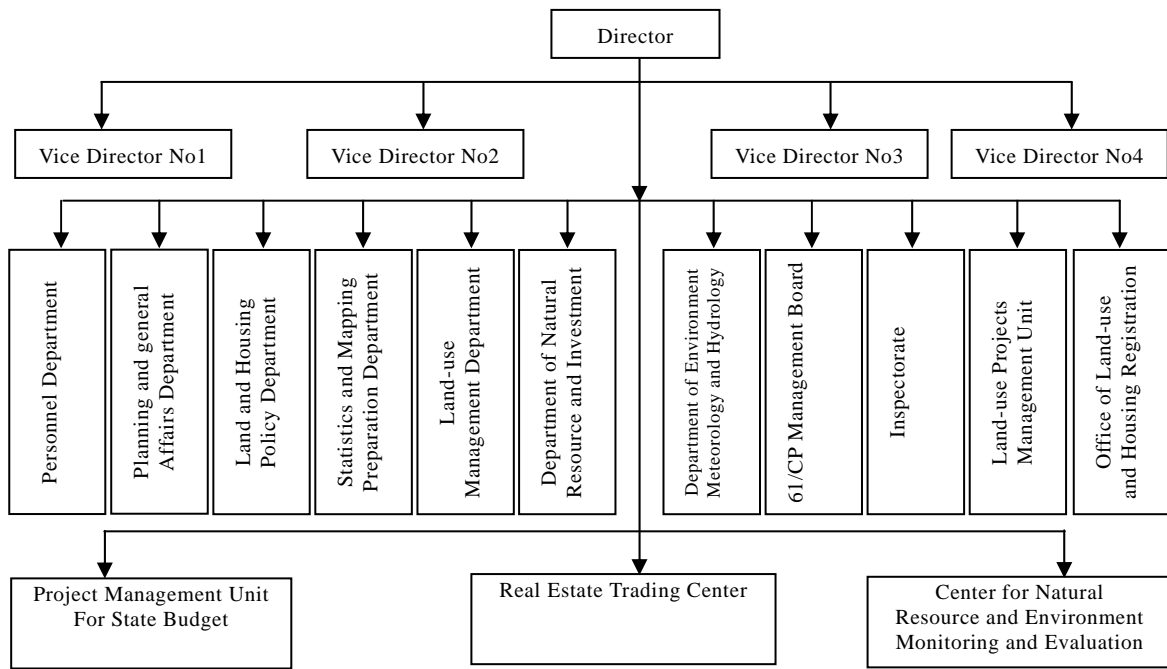 Director
Vice Director No1
Vice Director No2
Vice Director No3
Vice Director No4
Personnel Department
Planning and general
Affairs Department
Land and Housing
Policy Department
Statistics and Mapping
Preparation Department
Land-use
Management Department
Department of Natural
Resource and Investment
Department of Environment
Meteorology and Hydrology
61/CP Management Board
Inspectorate
Land-use Projects
Management Unit
Office of Land-use
and Housing Registration
Project Management Unit
For State Budget
Real Estate Trading Center
Center for Natural
Resource and Environment
Monitoring and Evaluation